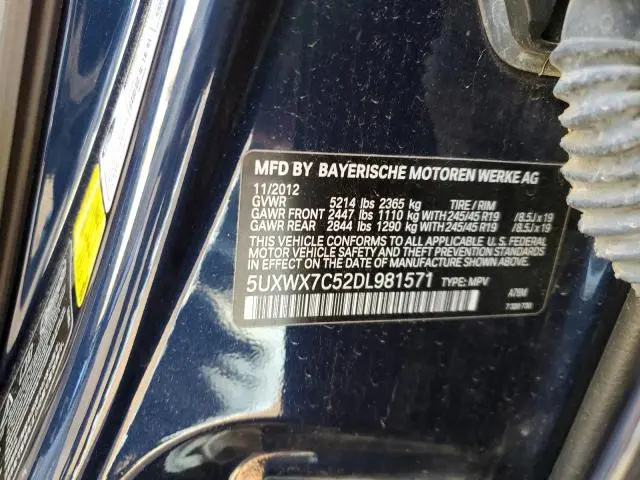 MFD BY BAYERISCHE MOTOREN WERKE AG
11/2012
GVWR 5214 lbs 2365 kg TIRE / RIM
GAWR FRONT 2447 lbs 1110 kg WITH 245/45 R19 /8.5J x 19
GAWR REAR 2844 lbs 1290 kg WITH 245/45 R19 /8.5J x 19
THIS VEHICLE CONFORMS TO ALL APPLICABLE U. S. FEDERAL
MOTOR VEHICLE SAFETY AND THEFT PREVENTION STANDARDS
IN EFFECT ON THE DATE OF MANUFACTURE SHOWN ABOVE.
5UXWX7C52DL981571 TYPE: MPV
A76M